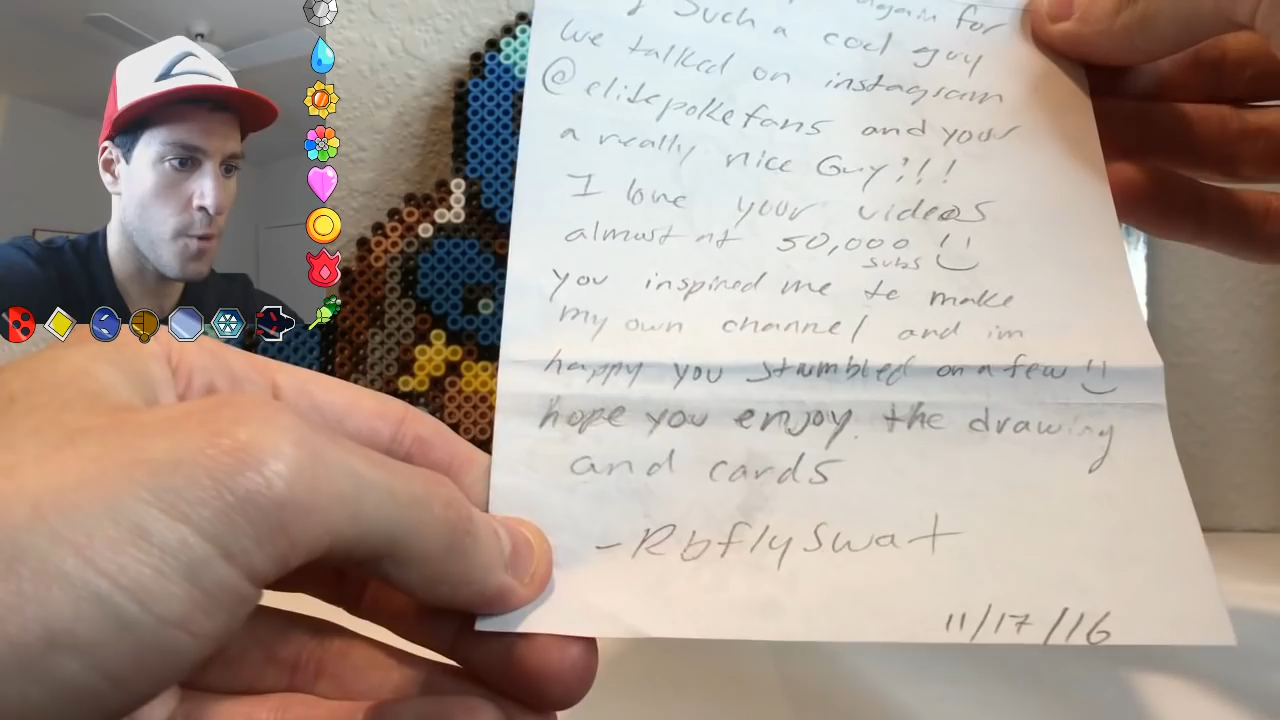 again for
Such a cool guy
we talked on instagram
@elitepokefans and your
a really nice Guy!!!
I love your videos
almost at 50,000 !!
subs
you inspired me to make
my own channel and im
happy you stumbled on a few !!
hope you enjoy. the drawing
and cards
- Rbflyswat
11/17/16